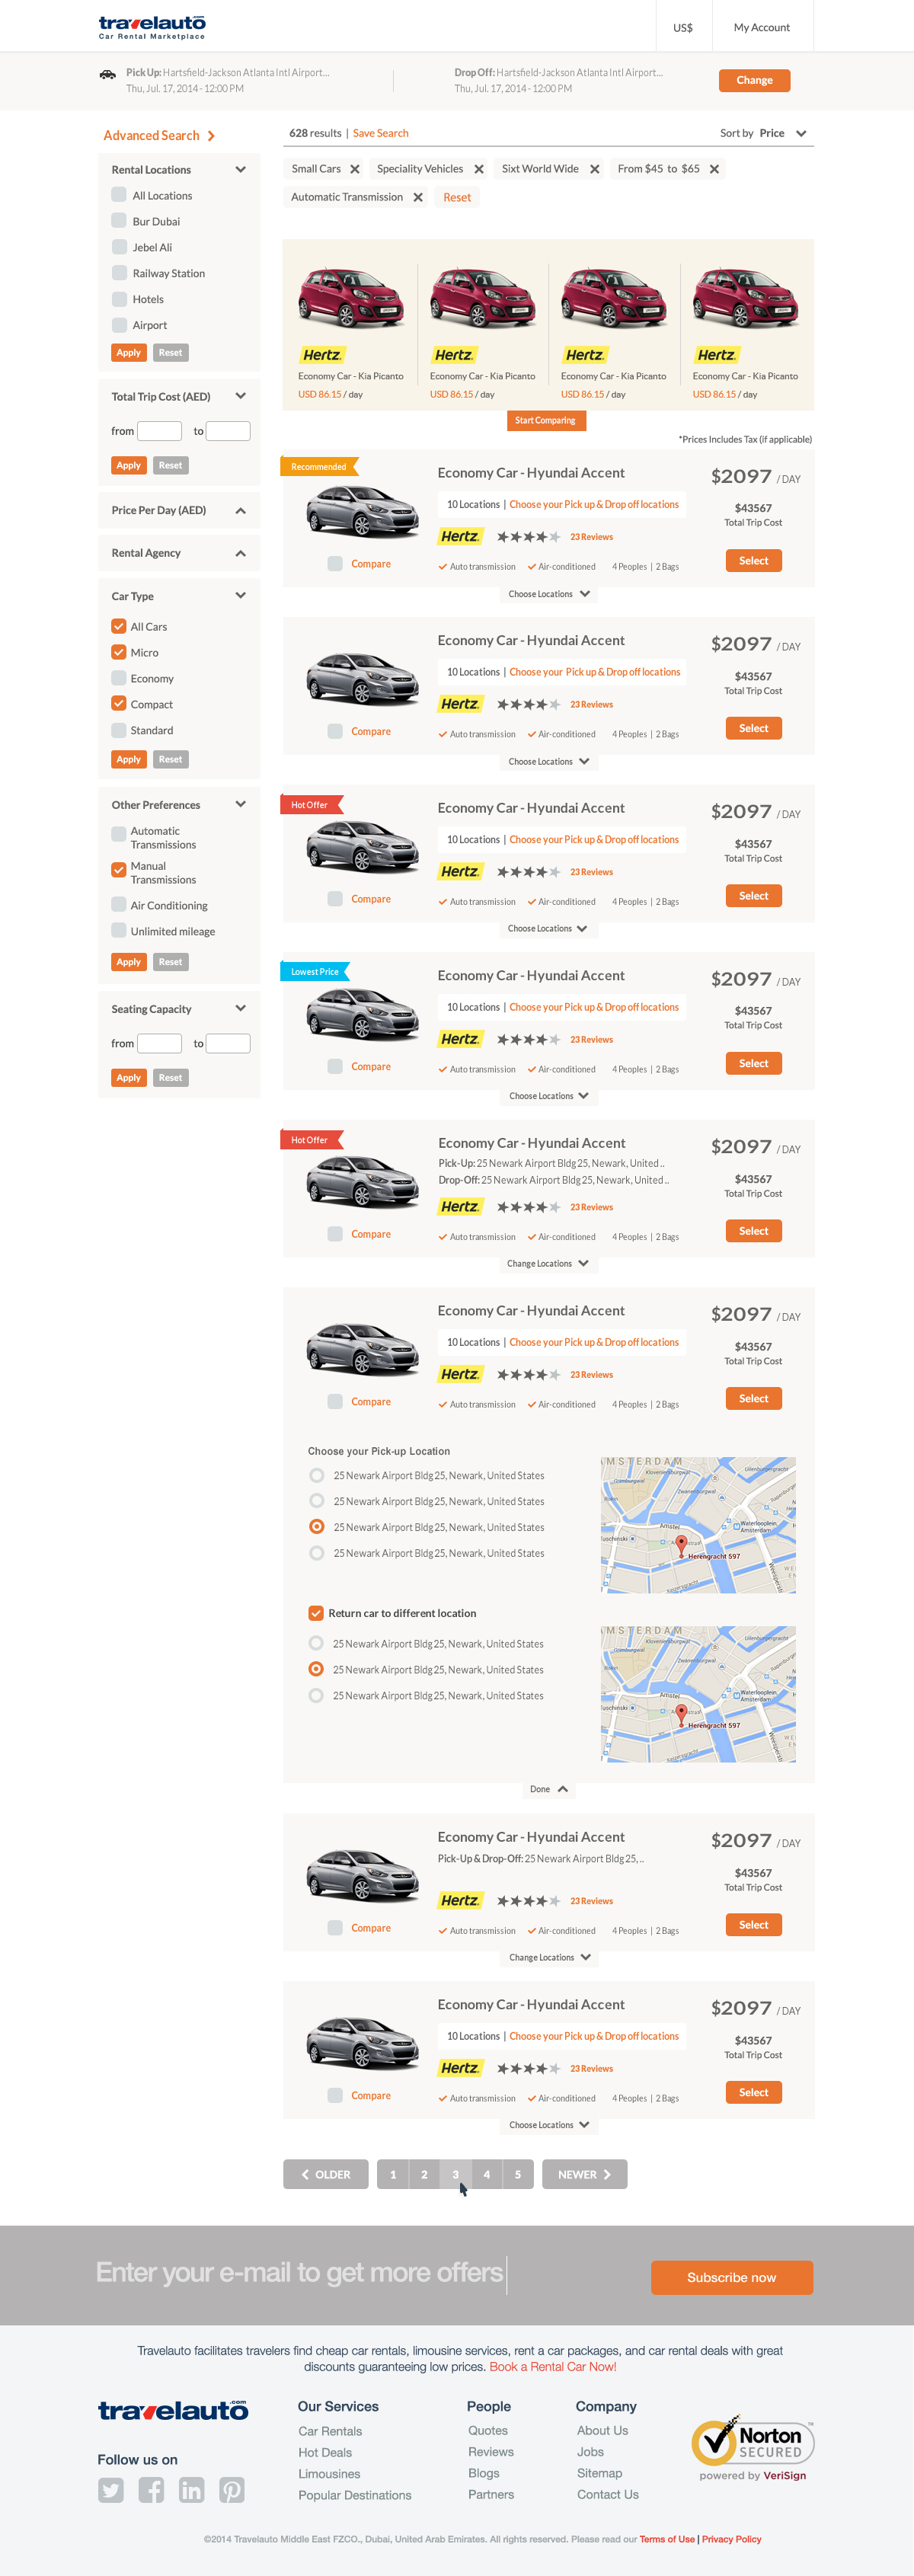 travelauto
Car Rental Marketplace
US$
My Account
Pick Up: Hartsfield-Jackson Atlanta Intl Airport...
Thu, Jul. 17, 2014 - 12:00 PM
Drop Off: Hartsfield-Jackson Atlanta Intl Airport...
Thu, Jul. 17, 2014 - 12:00 PM
Change
Advanced Search
Rental Locations
All Locations
Bur Dubai
Jebel Ali
Railway Station
Hotels
Airport
Apply Reset
Total Trip Cost (AED)
from to
Apply Reset
Price Per Day (AED)
Rental Agency
Car Type
All Cars
Micro
Economy
Compact
Standard
Apply Reset
Other Preferences
Automatic
Transmissions
Manual
Transmissions
Air Conditioning
Unlimited mileage
Apply Reset
Seating Capacity
from to
Apply Reset
628 results | Save Search
Sort by Price
Small Cars Speciality Vehicles Sixt World Wide From $45 to $65
Automatic Transmission Reset
Hertz. Hertz. Hertz. Hertz.
Economy Car - Kia Picanto Economy Car - Kia Picanto Economy Car - Kia Picanto Economy Car - Kia Picanto
USD 86.15 / day USD 86.15 / day USD 86.15 / day USD 86.15 / day
Start Comparing
*Prices Includes Tax (if applicable)
Recommended
Economy Car - Hyundai Accent
10 Locations | Choose your Pick up & Drop off locations
Hertz. 23 Reviews
Compare
Auto transmission Air-conditioned 4 Peoples | 2 Bags
$2097 / DAY
$43567
Total Trip Cost
Select
Choose Locations
Economy Car - Hyundai Accent
10 Locations | Choose your Pick up & Drop off locations
Hertz. 23 Reviews
Compare
Auto transmission Air-conditioned 4 Peoples | 2 Bags
$2097 / DAY
$43567
Total Trip Cost
Select
Choose Locations
Hot Offer
Economy Car - Hyundai Accent
10 Locations | Choose your Pick up & Drop off locations
Hertz. 23 Reviews
Compare
Auto transmission Air-conditioned 4 Peoples | 2 Bags
$2097 / DAY
$43567
Total Trip Cost
Select
Choose Locations
Lowest Price
Economy Car - Hyundai Accent
10 Locations | Choose your Pick up & Drop off locations
Hertz. 23 Reviews
Compare
Auto transmission Air-conditioned 4 Peoples | 2 Bags
$2097 / DAY
$43567
Total Trip Cost
Select
Choose Locations
Hot Offer
Economy Car - Hyundai Accent
Pick-Up: 25 Newark Airport Bldg 25, Newark, United ..
Drop-Off: 25 Newark Airport Bldg 25, Newark, United ..
Hertz. 23 Reviews
Compare
Auto transmission Air-conditioned 4 Peoples | 2 Bags
$2097 / DAY
$43567
Total Trip Cost
Select
Change Locations
Economy Car - Hyundai Accent
10 Locations | Choose your Pick up & Drop off locations
Hertz. 23 Reviews
Compare
Auto transmission Air-conditioned 4 Peoples | 2 Bags
$2097 / DAY
$43567
Total Trip Cost
Select
Choose your Pick-up Location
25 Newark Airport Bldg 25, Newark, United States
25 Newark Airport Bldg 25, Newark, United States
25 Newark Airport Bldg 25, Newark, United States
25 Newark Airport Bldg 25, Newark, United States
MSTERDAM
Amstel
Waterlooplein
Amsterdam
Herengracht 597
Return car to different location
25 Newark Airport Bldg 25, Newark, United States
25 Newark Airport Bldg 25, Newark, United States
25 Newark Airport Bldg 25, Newark, United States
MSTERDAM
Amstel
Waterlooplein
Amsterdam
Herengracht 597
Done
Economy Car - Hyundai Accent
Pick-Up & Drop-Off: 25 Newark Airport Bldg 25, ..
Hertz. 23 Reviews
Compare
Auto transmission Air-conditioned 4 Peoples | 2 Bags
$2097 / DAY
$43567
Total Trip Cost
Select
Change Locations
Economy Car - Hyundai Accent
10 Locations | Choose your Pick up & Drop off locations
Hertz. 23 Reviews
Compare
Auto transmission Air-conditioned 4 Peoples | 2 Bags
$2097 / DAY
$43567
Total Trip Cost
Select
Choose Locations
OLDER 1 2 3 4 5 NEWER
Enter your e-mail to get more offers
Subscribe now
Travelauto facilitates travelers find cheap car rentals, limousine services, rent a car packages, and car rental deals with great
discounts guaranteeing low prices. Book a Rental Car Now!
travelauto.com
Follow us on
Our Services
Car Rentals
Hot Deals
Limousines
Popular Destinations
People
Quotes
Reviews
Blogs
Partners
Company
About Us
Jobs
Sitemap
Contact Us
Norton
SECURED
powered by VeriSign
©2014 Travelauto Middle East FZCO., Dubai, United Arab Emirates. All rights reserved. Please read our Terms of Use | Privacy Policy